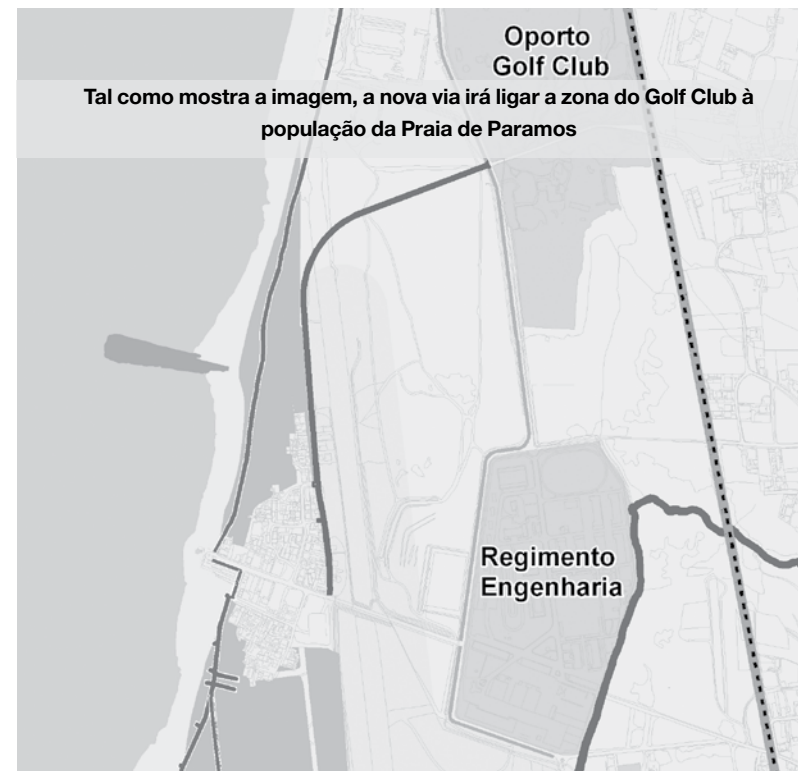 Oporto
Golf Club
Tal como mostra a imagem, a nova via irá ligar a zona do Golf Club à
população da Praia de Paramos
Regimento
Engenharia